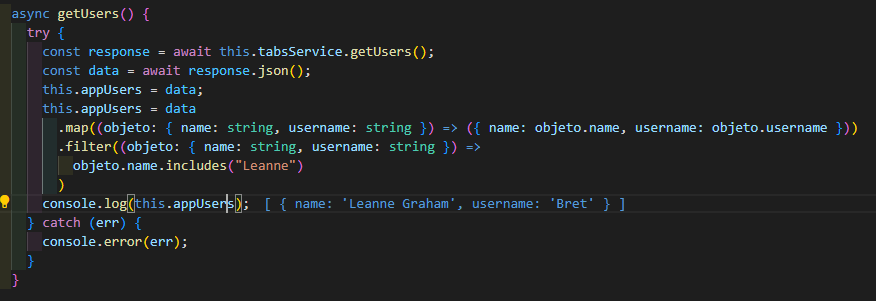 async getUsers() {
try {
const response = await this.tabsService.getUsers();
const data = await response.json();
this.appUsers = data;
this.appUsers = data
.map((objeto: { name: string, username: string }) => ({ name: objeto.name, username: objeto.username }))
.filter((objeto: { name: string, username: string }) =>
objeto.name.includes("Leanne")
)
console.log(this.appUsers); [ { name: 'Leanne Graham', username: 'Bret' } ]
} catch (err) {
console.error(err);
}
}